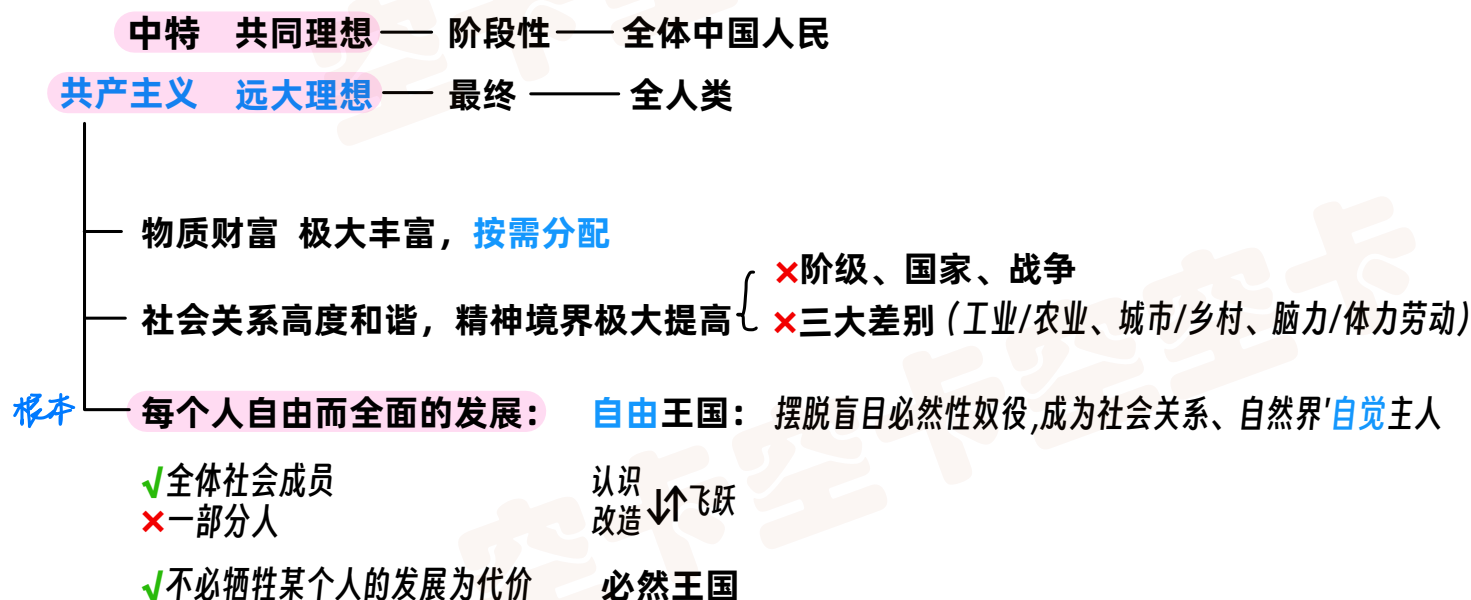 中特 共同理想 —— 阶段性 —— 全体中国人民
共产主义 远大理想 —— 最终 —— 全人类
物质财富 极大丰富，按需分配
社会关系高度和谐，精神境界极大提高
×阶级、国家、战争
×三大差别（工业/农业、城市/乡村、脑力/体力劳动）
根本
每个人自由而全面的发展： 自由王国： 摆脱盲目必然性奴役,成为社会关系、自然界'自觉主人
√全体社会成员
×一部分人
认识
改造
↓↑飞跃
√不必牺牲某个人的发展为代价 必然王国
空卡空卡空卡